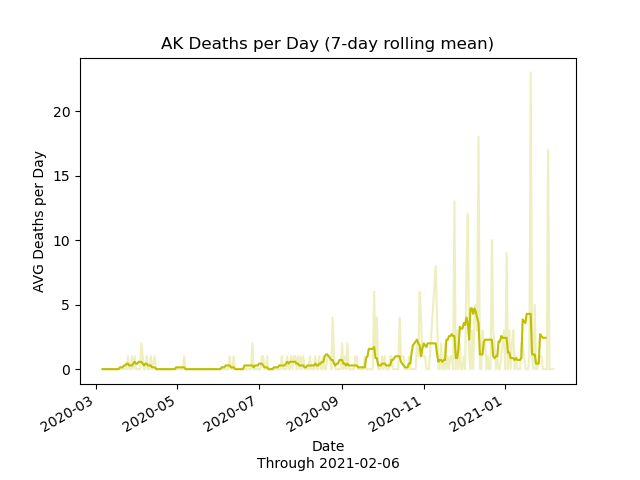 AK Deaths per Day (7-day rolling mean)
AVG Deaths per Day
20
15
10
5
0
2020-03
2020-05
2020-07
2020-09
2020-11
2021-01
Date
Through 2021-02-06